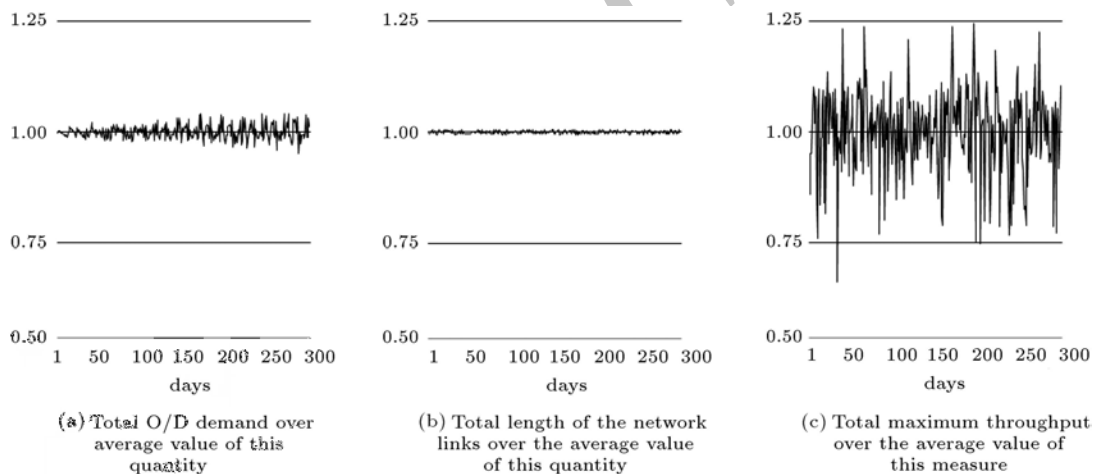 1.25
1.00
0.75
0.50
1 50 100 150 200 250 300
days
(a) Total O/D demand over
average value of this
quantity
1.25
1.00
0.75
0.50
1 50 100 150 200 250 300
days
(b) Total length of the network
links over the average value
of this quantity
1.25
1.00
0.75
0.50
1 50 100 150 200 250 300
days
(c) Total maximum throughput
over the average value of
this measure